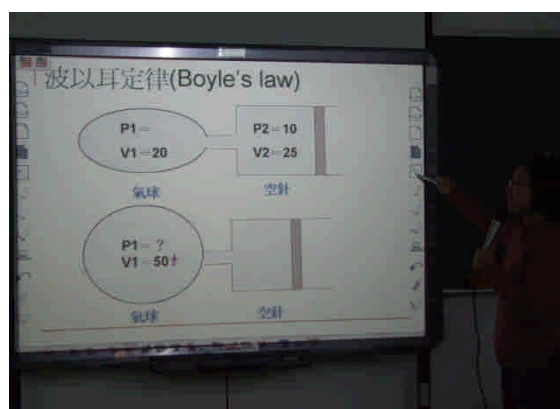 波以耳定律(Boyle's law)
P1=
V1=20
P2=10
V2=25
氣球
空針
P1=?
V1=50↑
氣球
空針